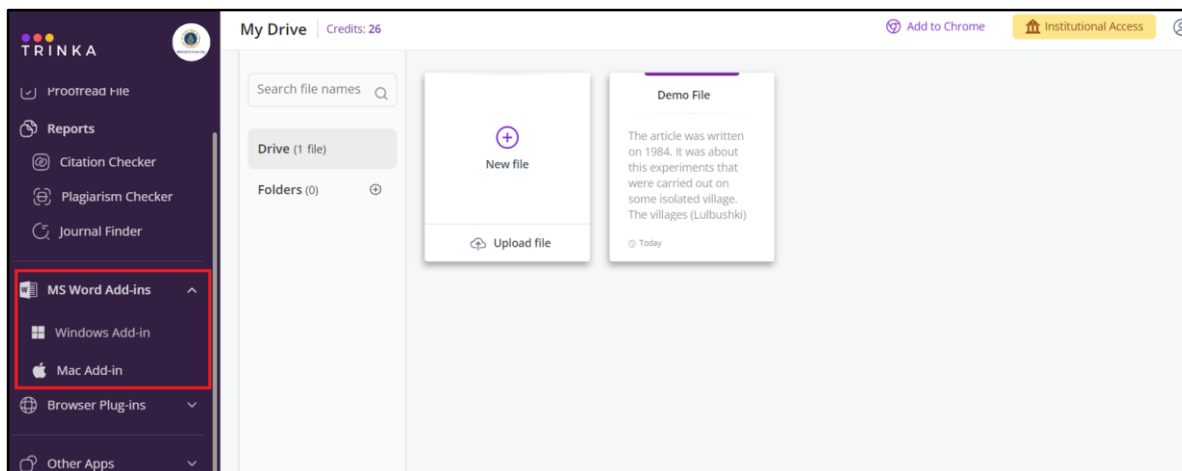 TRINKA
Proofread File
Reports
Citation Checker
Plagiarism Checker
Journal Finder
MS Word Add-ins
Windows Add-in
Mac Add-in
Browser Plug-ins
Other Apps
My Drive Credits: 26
Add to Chrome
Institutional Access
Search file names
Drive (1 file)
Folders (0)
New file
Upload file
Demo File
The article was written
on 1984. It was about
this experiments that
were carried out on
some isolated village.
The villages (Lulbushki)
Today